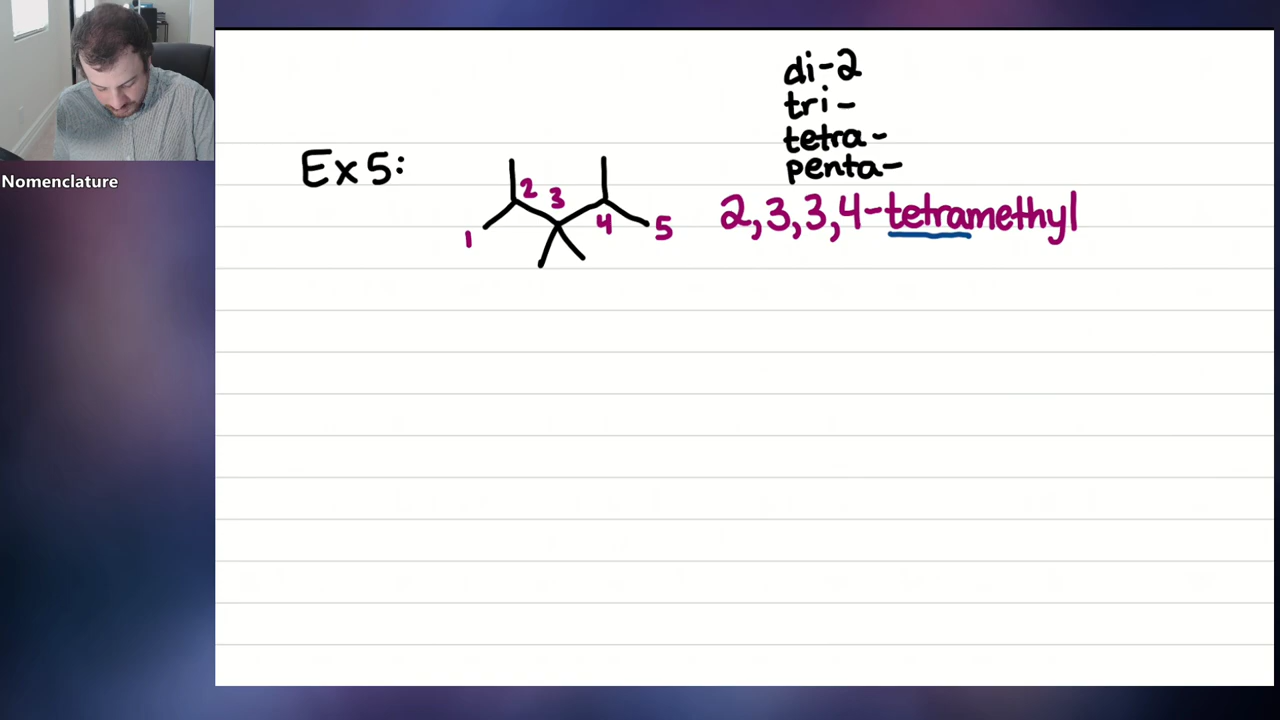 Nomenclature
di-2
tri-
tetra-
penta-
Ex 5:
1 2 3 4 5
2,3,3,4-tetramethyl